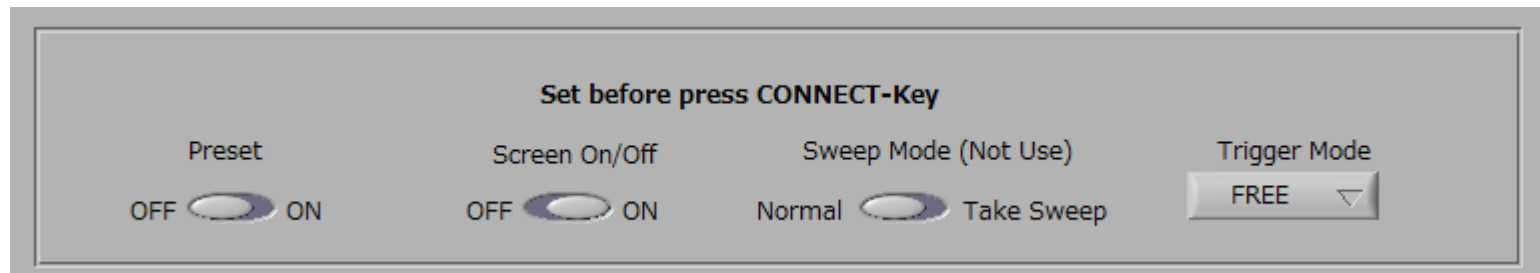 Set before press CONNECT-Key
Preset
Screen On/Off
Sweep Mode (Not Use)
Trigger Mode
OFF ON
OFF ON
Normal Take Sweep
FREE